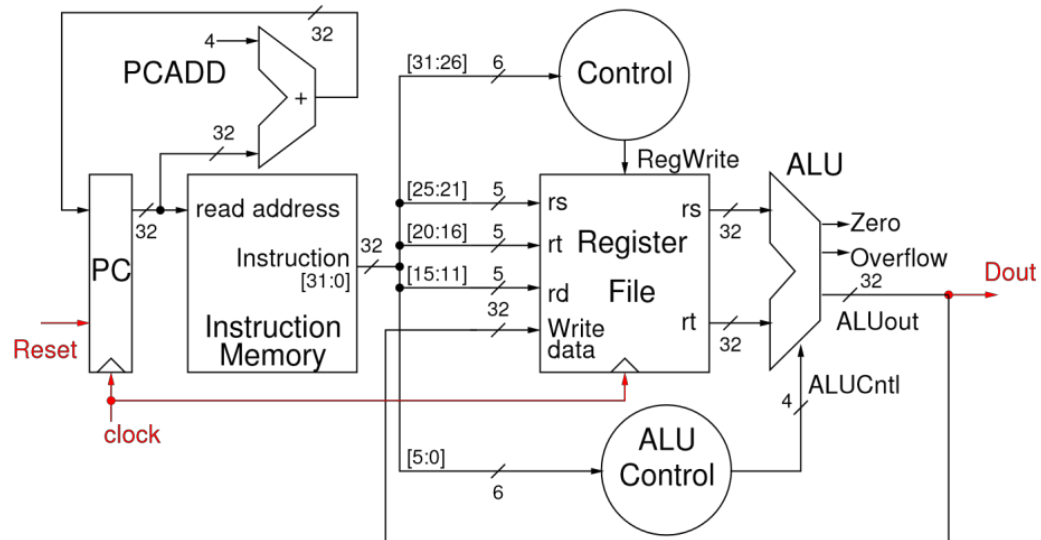 32
4
PCADD
+
32
[31:26]
6
Control
RegWrite
ALU
32
PC
read address
Instruction
[31:0]
32
Instruction
Memory
[25:21]
5
rs
[20:16]
5
rt
[15:11]
5
rd
32
Write
data
Register
File
rs
32
rt
32
Zero
Overflow
32
ALUout
Dout
Reset
clock
ALUCntl
4
[5:0]
6
ALU
Control